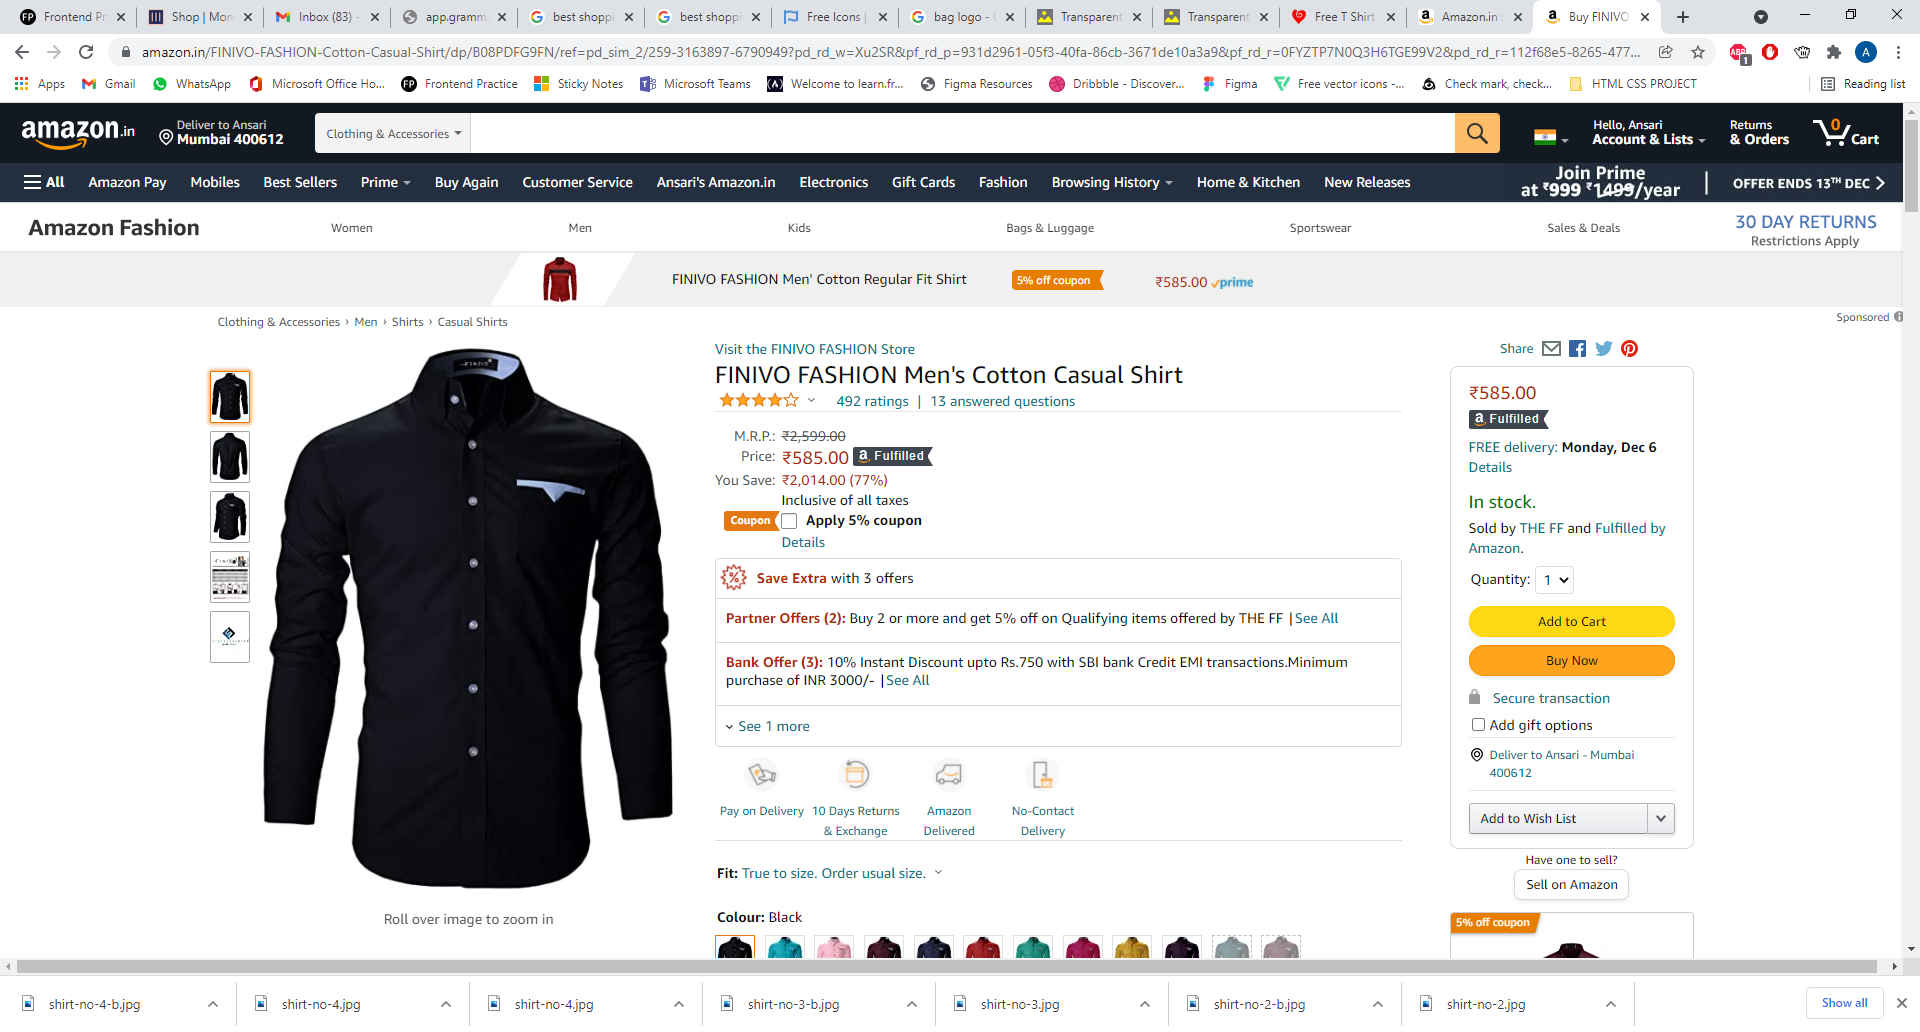 Frontend Pr
Shop | Mon
Inbox (83) -
app.gramm
best shoppi
best shoppi
Free Icons |
bag logo -
Transparent
Transparent
Free T Shirt
Amazon.in
Buy FINIVO
amazon.in/FINIVO-FASHION-Cotton-Casual-Shirt/dp/B08PDFG9FN/ref=pd_sim_2/259-3163897-6790949?pd_rd_w=Xu2SR&pf_rd_p=931d2961-05f3-40fa-86cb-3671de10a3a9&pf_rd_r=0FYZTP7N0Q3H6TGE99V2&pd_rd_r=112f68e5-8265-477...
Apps Gmail WhatsApp Microsoft Office Ho... Frontend Practice Sticky Notes Microsoft Teams Welcome to learn.fr... Figma Resources Dribbble - Discover... Figma Free vector icons -... Check mark, check... HTML CSS PROJECT Reading list
amazon.in
Deliver to Ansari
Mumbai 400612
Clothing & Accessories
Hello, Ansari
Account & Lists
Returns
& Orders
0
Cart
All Amazon Pay Mobiles Best Sellers Prime Buy Again Customer Service Ansari's Amazon.in Electronics Gift Cards Fashion Browsing History Home & Kitchen New Releases
Join Prime
at ₹999 ₹1499/year
OFFER ENDS 13TH DEC
Amazon Fashion Women Men Kids Bags & Luggage Sportswear Sales & Deals
30 DAY RETURNS
Restrictions Apply
FINIVO FASHION Men' Cotton Regular Fit Shirt 5% off coupon ₹585.00 prime
Sponsored
Clothing & Accessories › Men › Shirts › Casual Shirts
FINIVO
Roll over image to zoom in
Visit the FINIVO FASHION Store
FINIVO FASHION Men's Cotton Casual Shirt
492 ratings | 13 answered questions
M.R.P.: ₹2,599.00
Price: ₹585.00 a Fulfilled
You Save: ₹2,014.00 (77%)
Inclusive of all taxes
Coupon Apply 5% coupon
Details
Save Extra with 3 offers
Partner Offers (2): Buy 2 or more and get 5% off on Qualifying items offered by THE FF | See All
Bank Offer (3): 10% Instant Discount upto Rs.750 with SBI bank Credit EMI transactions.Minimum
purchase of INR 3000/- | See All
See 1 more
Pay on Delivery
10 Days Returns
& Exchange
Amazon
Delivered
No-Contact
Delivery
Fit: True to size. Order usual size.
Colour: Black
Share
₹585.00
a Fulfilled
FREE delivery: Monday, Dec 6
Details
In stock.
Sold by THE FF and Fulfilled by
Amazon.
Quantity: 1
Add to Cart
Buy Now
Secure transaction
Add gift options
Deliver to Ansari - Mumbai
400612
Add to Wish List
Have one to sell?
Sell on Amazon
5% off coupon
shirt-no-4-b.jpg shirt-no-4.jpg shirt-no-4.jpg shirt-no-3-b.jpg shirt-no-3.jpg shirt-no-2-b.jpg shirt-no-2.jpg Show all